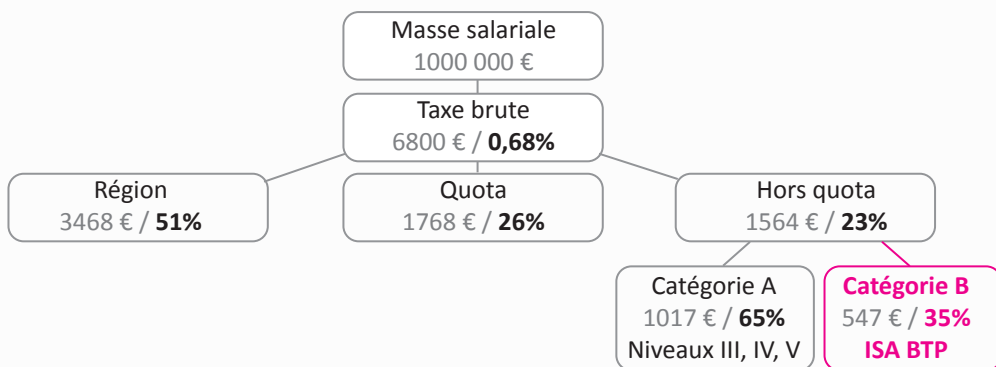 Masse salariale
1000 000 €
Taxe brute
6800 € / 0,68%
Région
3468 € / 51%
Quota
1768 € / 26%
Hors quota
1564 € / 23%
Catégorie A
1017 € / 65%
Niveaux III, IV, V
Catégorie B
547 € / 35%
ISA BTP